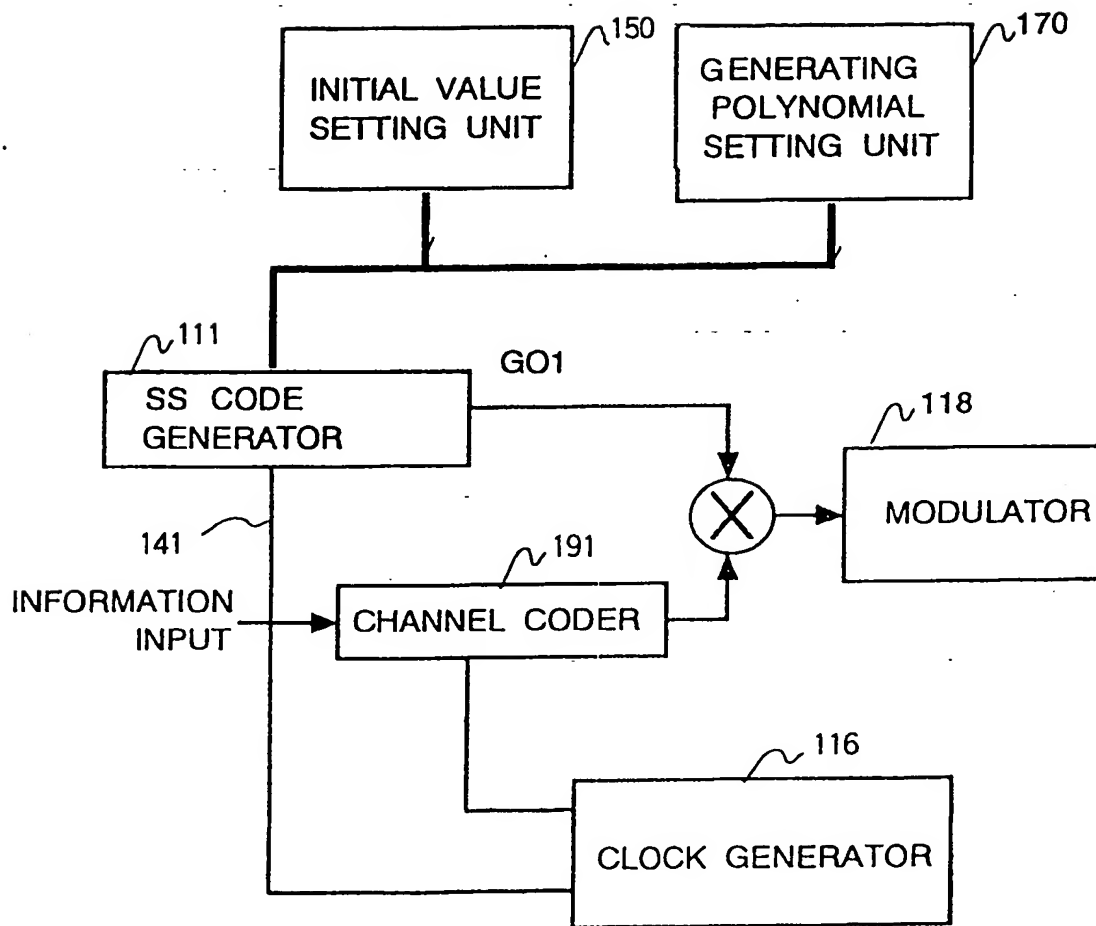 150
170
INITIAL VALUE
SETTING UNIT
GENERATING
POLYNOMIAL
SETTING UNIT
111
GO1
SS CODE
GENERATOR
118
MODULATOR
141
191
INFORMATION
INPUT
CHANNEL CODER
116
CLOCK GENERATOR